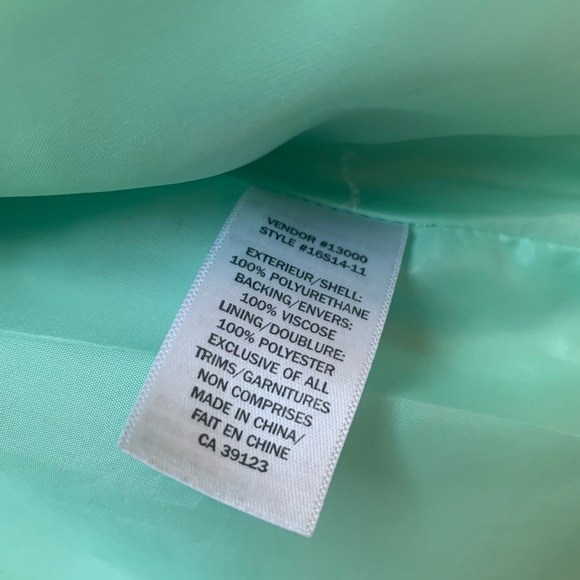 VENDOR #13000
STYLE #16S14-11
EXTERIEUR/SHELL:
100% POLYURETHANE
BACKING/ENVERS:
100% VISCOSE
LINING/DOUBLURE:
100% POLYESTER
EXCLUSIVE OF ALL
TRIMS/GARNITURES
NON COMPRISES
MADE IN CHINA/
FAIT EN CHINE
CA 39123